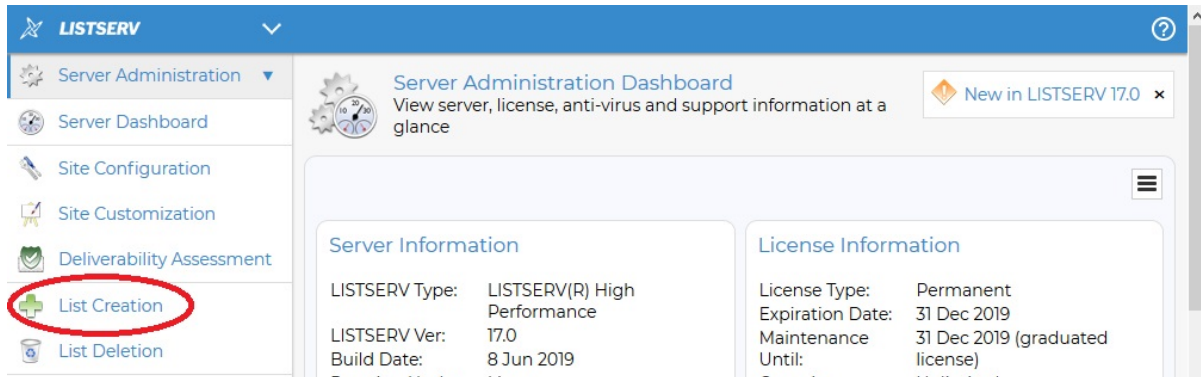 LISTSERV
Server Administration
Server Dashboard
Site Configuration
Site Customization
Deliverability Assessment
List Creation
List Deletion
Server Administration Dashboard
View server, license, anti-virus and support information at a
glance
New in LISTSERV 17.0 ×
Server Information
LISTSERV Type: LISTSERV(R) High
Performance
LISTSERV Ver: 17.0
Build Date: 8 Jun 2019
License Information
License Type: Permanent
Expiration Date: 31 Dec 2019
Maintenance 31 Dec 2019 (graduated
Until: license)